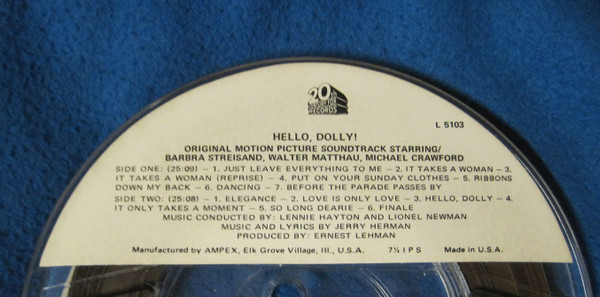 20th
CENTURY FOX
RECORDS
L 5103
HELLO, DOLLY!
ORIGINAL MOTION PICTURE SOUNDTRACK STARRING/
BARBRA STREISAND, WALTER MATTHAU, MICHAEL CRAWFORD
SIDE ONE: (25:09) – 1. JUST LEAVE EVERYTHING TO ME – 2. IT TAKES A WOMAN – 3.
IT TAKES A WOMAN (REPRISE) – 4. PUT ON YOUR SUNDAY CLOTHES – 5. RIBBONS
DOWN MY BACK – 6. DANCING – 7. BEFORE THE PARADE PASSES BY
SIDE TWO: (25:08) – 1. ELEGANCE – 2. LOVE IS ONLY LOVE – 3. HELLO, DOLLY – 4.
IT ONLY TAKES A MOMENT – 5. SO LONG DEARIE – 6. FINALE
MUSIC CONDUCTED BY: LENNIE HAYTON AND LIONEL NEWMAN
MUSIC AND LYRICS BY JERRY HERMAN
PRODUCED BY: ERNEST LEHMAN
Manufactured by AMPEX, Elk Grove Village, Ill., U.S.A. 7½ I P S Made in U.S.A.